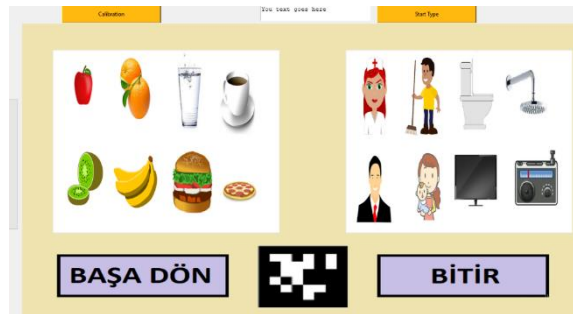 Calibration
You text goes here
Start Type
BAŞA DÖN
BİTİR